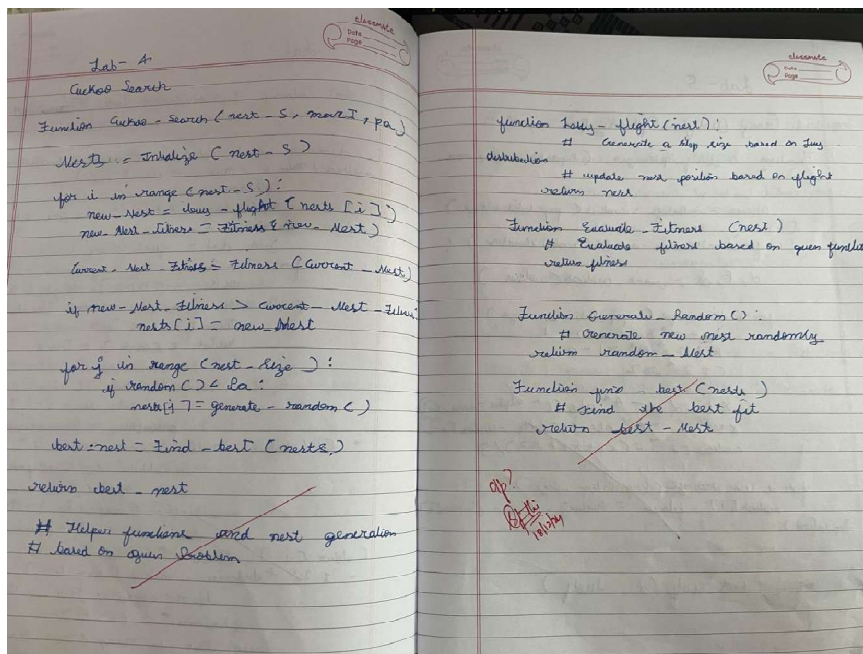 classmate
Date
Page
Lab - 4
Cuckoo Search
Function Cuckoo - search (nest - S, maxI, pa)
Nests = Initalize (nest - S)
for i in range (nest - S) :
new - Nest = levy - flight (nests [i])
new - Nest - fitness = Fitness (new - Nest)
Current - Nest - Fitness = Fitness (Current - Nest)
if new - Nest - Fitness > Current - Nest - Fitness:
nests [i] = new - Nest
for j in range (nest - Size) :
if random () < Pa :
nests [j] = generate - random ()
best - nest = Find - best (nests)
return best - nest
# Helper functions and nest generation
# based on given Problem
classmate
Date
Page
function Levy - flight (nest) :
# Generate a step size based on levy
distribution
# update nest position based on flight
return nest
Function Evaluate - Fitness (nest)
# Evaluate fitness based on given function
return fitness
Function Generate - Random () :
# Generate new nest randomly
return random - Nest
Function find best (nests)
# Find the best fit
return best - Nest
o/p?
18/12/24